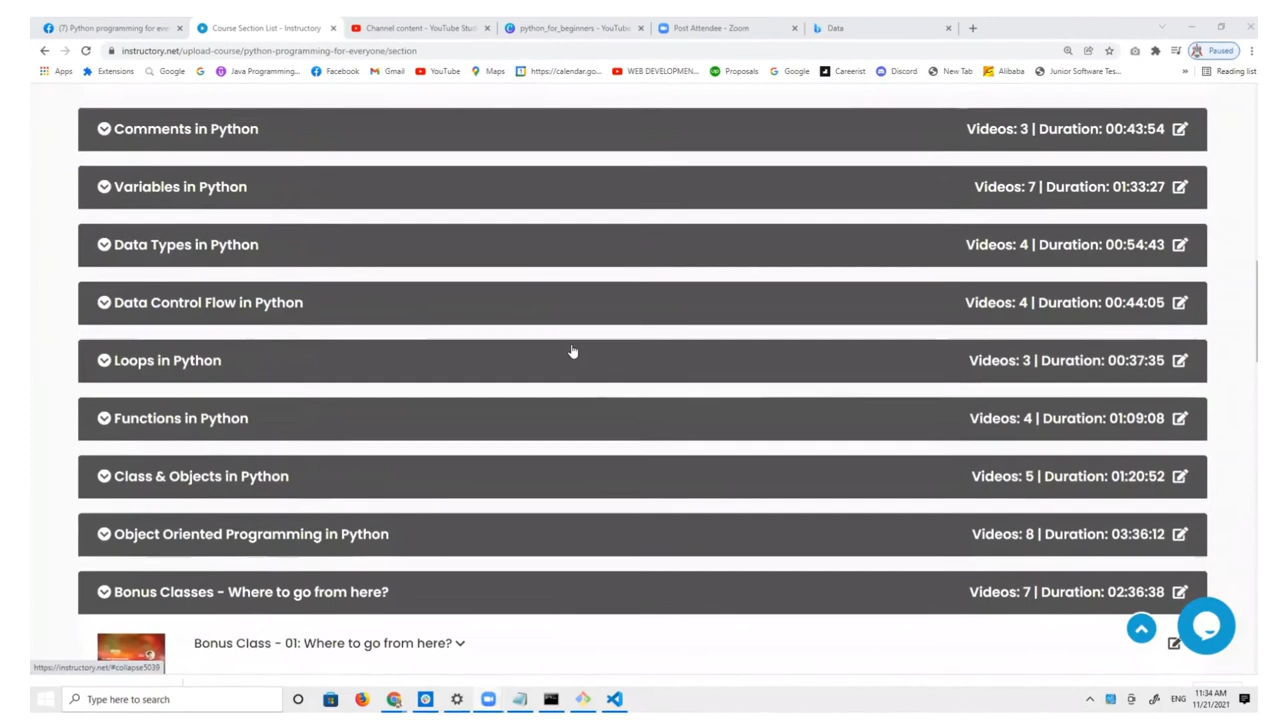 (7) Python programming for eve
Course Section List - Instructory
Channel content - YouTube Stud
python_for_beginners - YouTube
Post Attendee - Zoom
Data
instructory.net/upload-course/python-programming-for-everyone/section
Paused
Apps
Extensions
Google
Java Programming...
Facebook
Gmail
YouTube
Maps
https://calendar.go...
WEB DEVELOPMEN...
Proposals
Google
Careerist
Discord
New Tab
Alibaba
Junior Software Tes...
»
Reading list
Comments in Python
Videos: 3 | Duration: 00:43:54
Variables in Python
Videos: 7 | Duration: 01:33:27
Data Types in Python
Videos: 4 | Duration: 00:54:43
Data Control Flow in Python
Videos: 4 | Duration: 00:44:05
Loops in Python
Videos: 3 | Duration: 00:37:35
Functions in Python
Videos: 4 | Duration: 01:09:08
Class & Objects in Python
Videos: 5 | Duration: 01:20:52
Object Oriented Programming in Python
Videos: 8 | Duration: 03:36:12
Bonus Classes - Where to go from here?
Videos: 7 | Duration: 02:36:38
Bonus Class - 01: Where to go from here?
https://instructory.net/#collapse5039
Type here to search
ENG
11:34 AM
11/21/2021